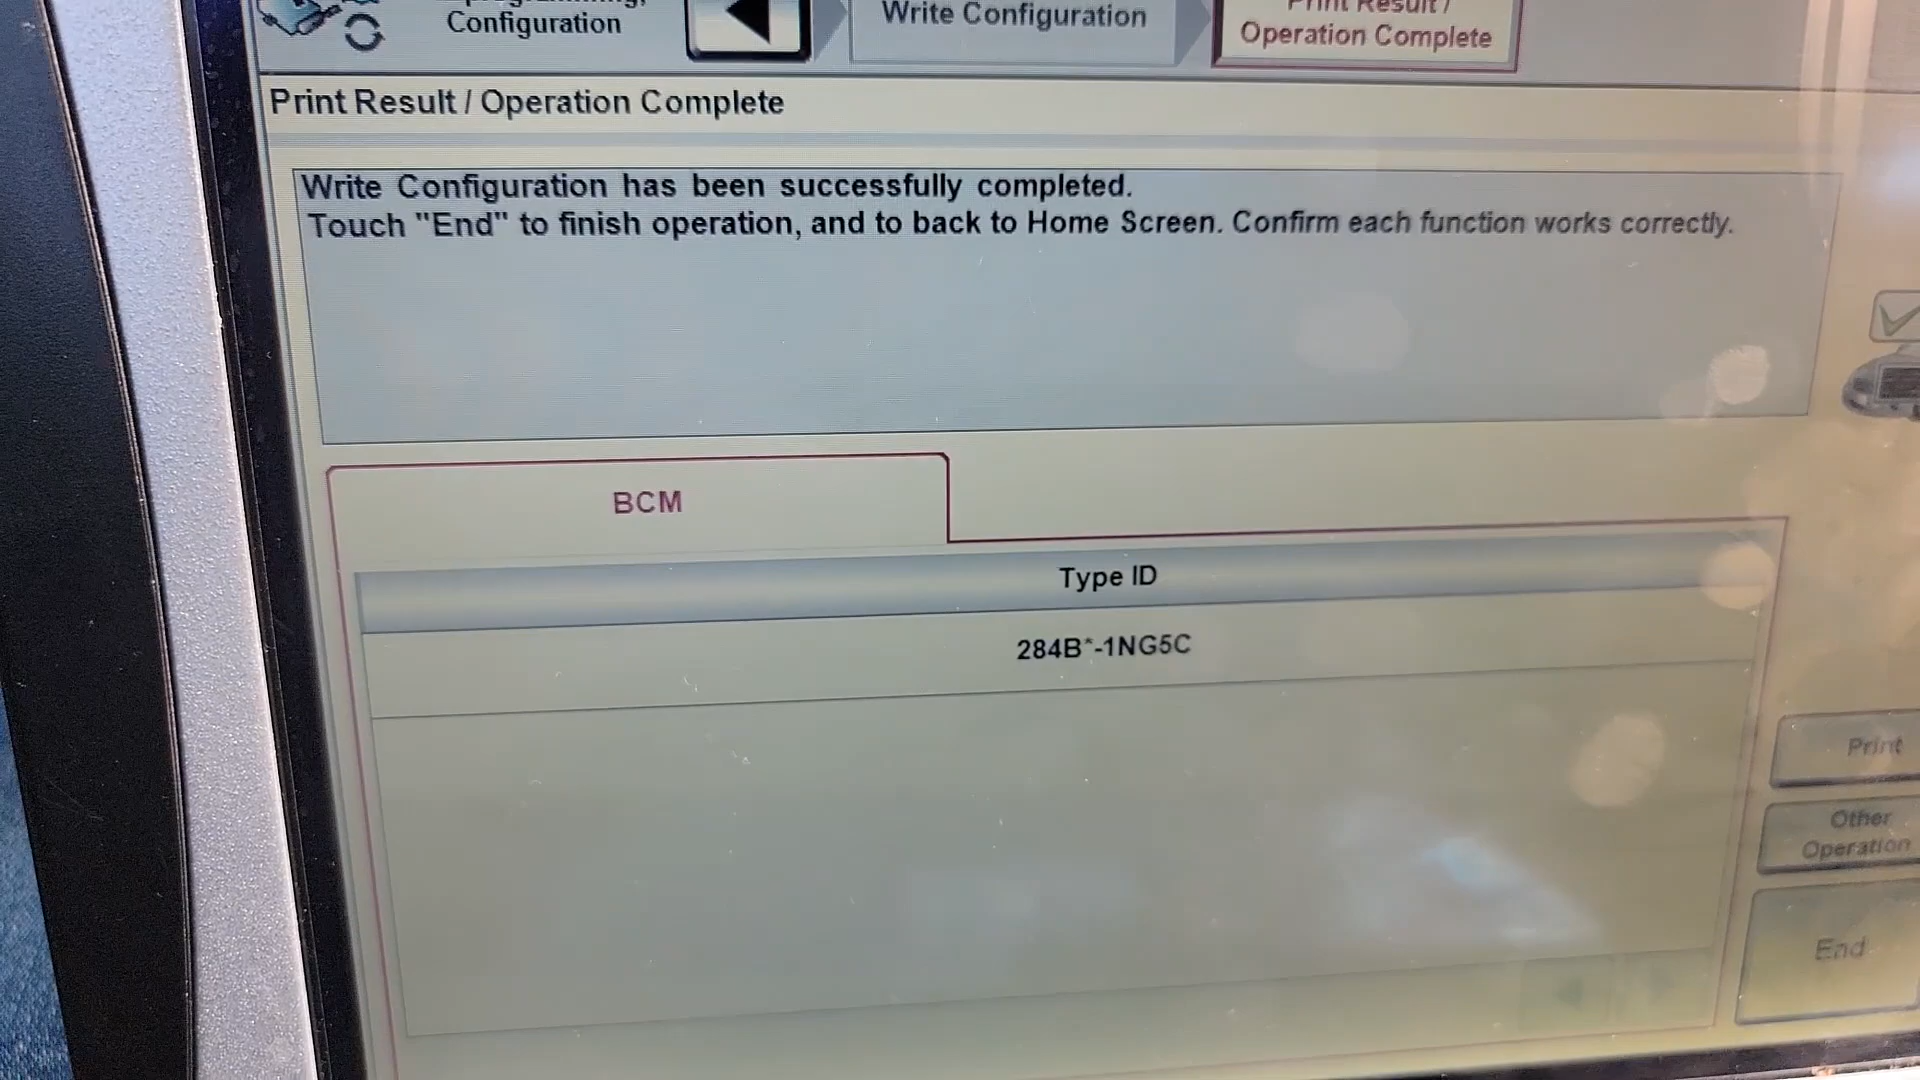 Configuration
Write Configuration
Print Result /
Operation Complete
Print Result / Operation Complete
Write Configuration has been successfully completed.
Touch "End" to finish operation, and to back to Home Screen. Confirm each function works correctly.
BCM
Type ID
284B*-1NG5C
Print
Other
Operation
End